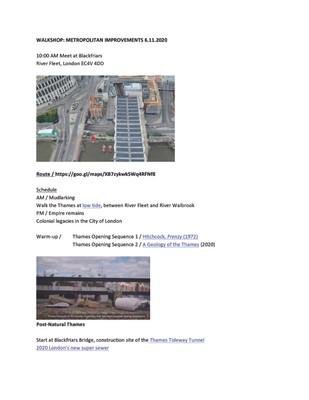 WALKSHOP: METROPOLITAN IMPROVEMENTS 6.11.2020
10:00 AM Meet at Blackfriars
River Fleet, London EC4V 4DD
Route / https://goo.gl/maps/XB7zykwkSWq4RFNf8
Schedule
AM / Mudlarking
Walk the Thames at low tide, between River Fleet and River Walbrook
PM / Empire remains
Colonial legacies in the City of London
Warm-up / Thames Opening Sequence 1 / Hitchcock, Frenzy (1972)
Thames Opening Sequence 2 / A Geology of the Thames (2020)
Post-Natural Thames
Start at Blackfriars Bridge, construction site of the Thames Tideway Tunnel
2020 London's new super sewer